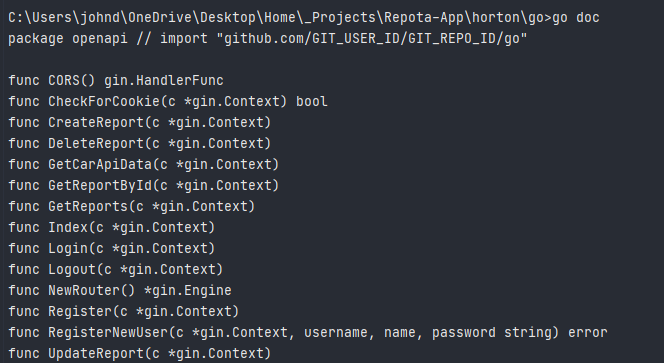 C:\Users\johnd\OneDrive\Desktop\Home\_Projects\Repota-App\horton\go>go doc
package openapi // import "github.com/GIT_USER_ID/GIT_REPO_ID/go"
func CORS() gin.HandlerFunc
func CheckForCookie(c *gin.Context) bool
func CreateReport(c *gin.Context)
func DeleteReport(c *gin.Context)
func GetCarApiData(c *gin.Context)
func GetReportById(c *gin.Context)
func GetReports(c *gin.Context)
func Index(c *gin.Context)
func Login(c *gin.Context)
func Logout(c *gin.Context)
func NewRouter() *gin.Engine
func Register(c *gin.Context)
func RegisterNewUser(c *gin.Context, username, name, password string) error
func UpdateReport(c *gin.Context)